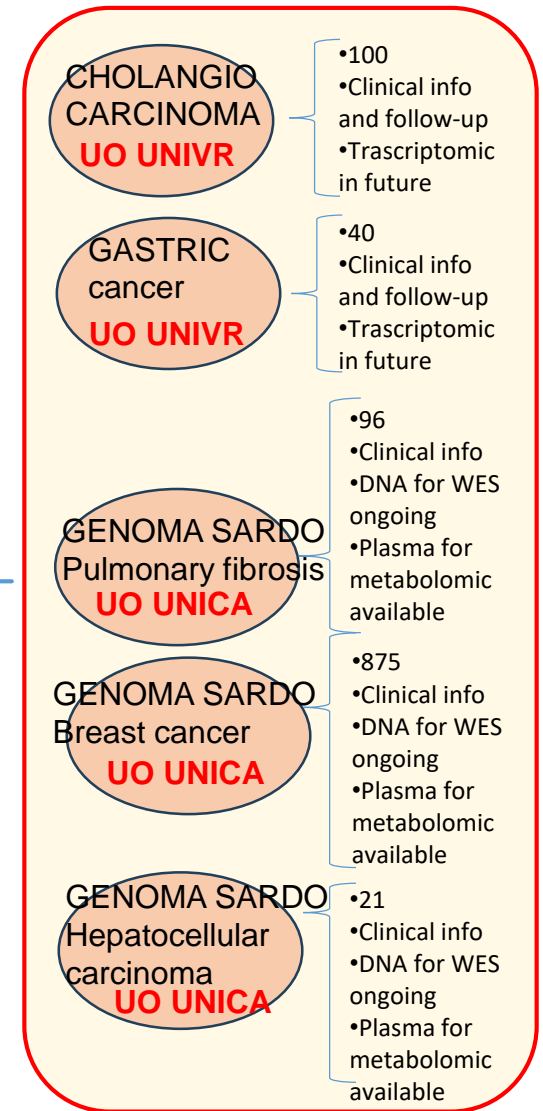 CHOLANGIO
CARCINOMA
UO UNIVR
•100
•Clinical info
and follow-up
•Trascriptomic
in future
GASTRIC
cancer
UO UNIVR
•40
•Clinical info
and follow-up
•Trascriptomic
in future
GENOMA SARDO
Pulmonary fibrosis
UO UNICA
•96
•Clinical info
•DNA for WES
ongoing
•Plasma for
metabolomic
available
GENOMA SARDO
Breast cancer
UO UNICA
•875
•Clinical info
•DNA for WES
ongoing
•Plasma for
metabolomic
available
GENOMA SARDO
Hepatocellular
carcinoma
UO UNICA
•21
•Clinical info
•DNA for WES
ongoing
•Plasma for
metabolomic
available